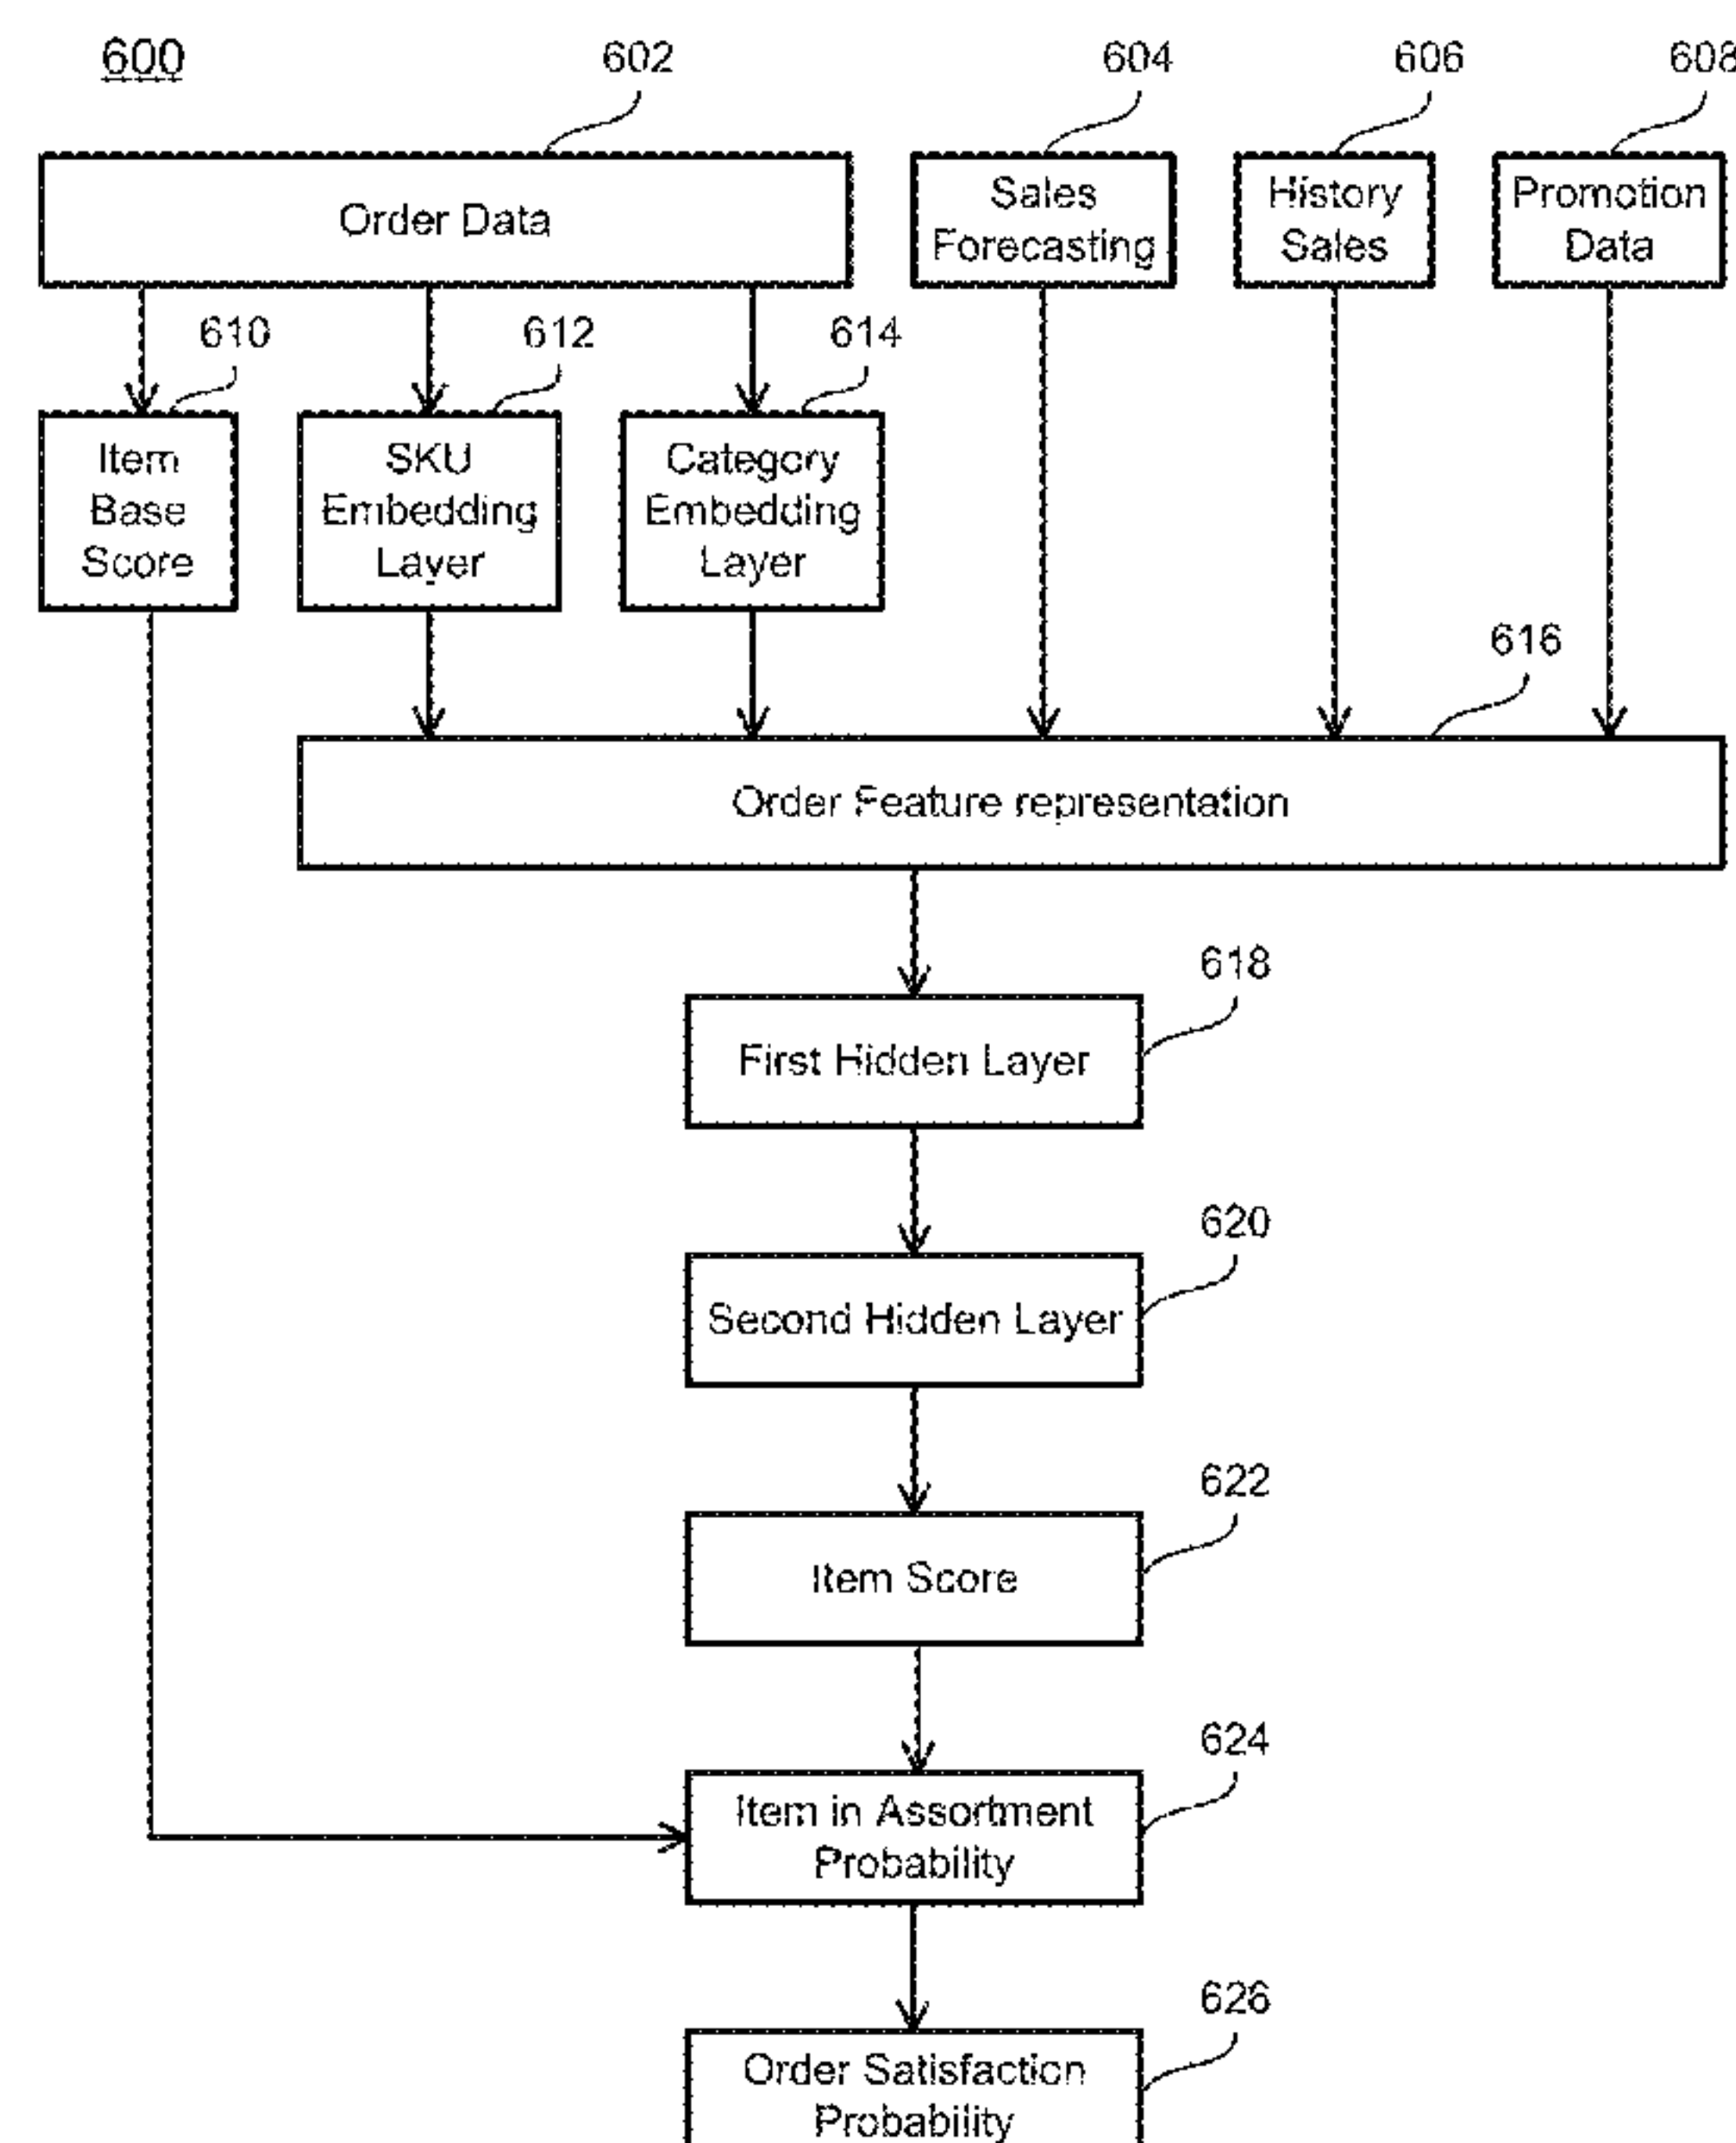 600
602
604
606
608
Order Data
Sales
Forecasting
History
Sales
Promotion
Data
610
612
614
Item
Base
Score
SKU
Embedding
Layer
Category
Embedding
Layer
616
Order Feature representation
618
First Hidden Layer
620
Second Hidden Layer
622
Item Score
624
Item in Assortment
Probability
626
Order Satisfaction
Probability